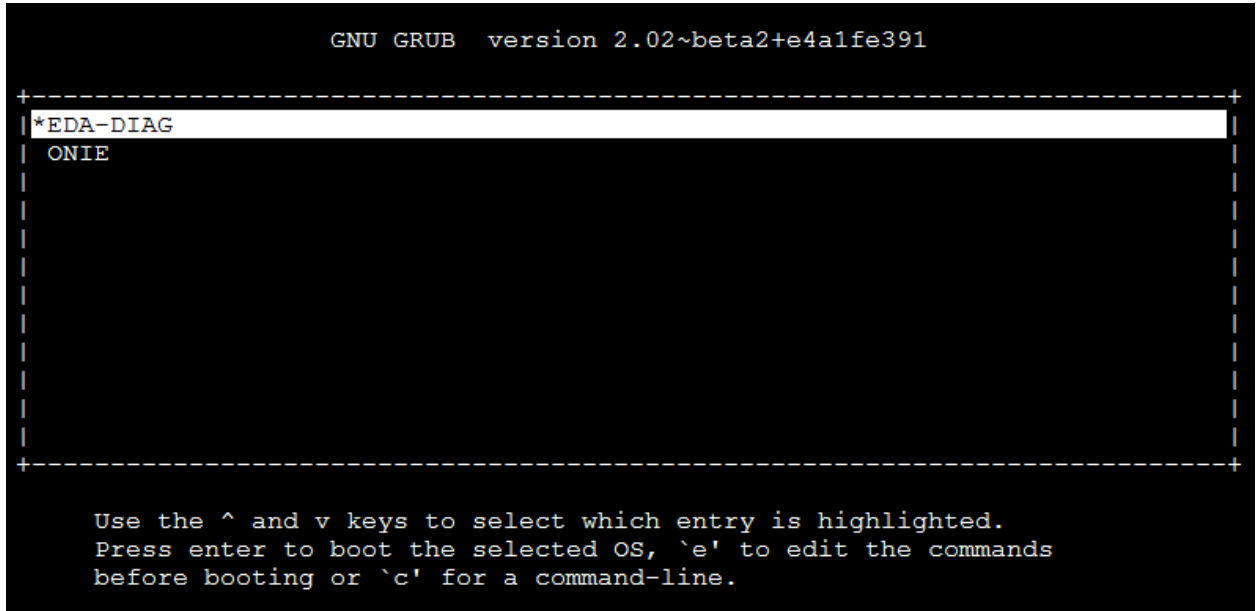 GNU GRUB  version 2.02~beta2+e4a1fe391
*EDA-DIAG
ONIE
Use the ^ and v keys to select which entry is highlighted.
Press enter to boot the selected OS, `e' to edit the commands
before booting or `c' for a command-line.